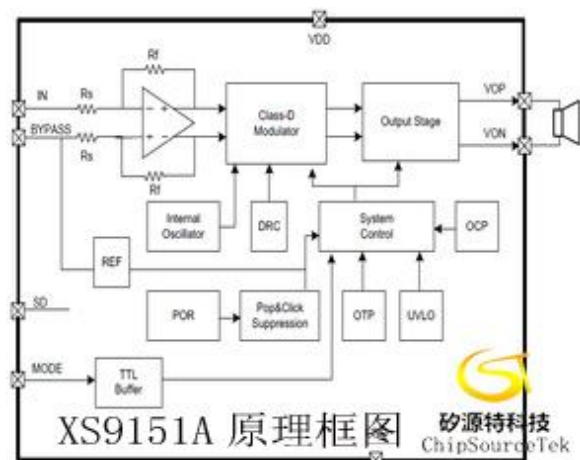 VDD
IN
Rs
Rf
BYPASS
Rs
Rf
Class-D
Modulator
Output Stage
VOP
VON
Internal
Oscillator
DRC
System
Control
OCP
REF
SD
POR
Pop&Click
Suppression
OTP
UVLO
MODE
TTL
Buffer
XS9151A 原理框图
矽源特科技
ChipSourceTek